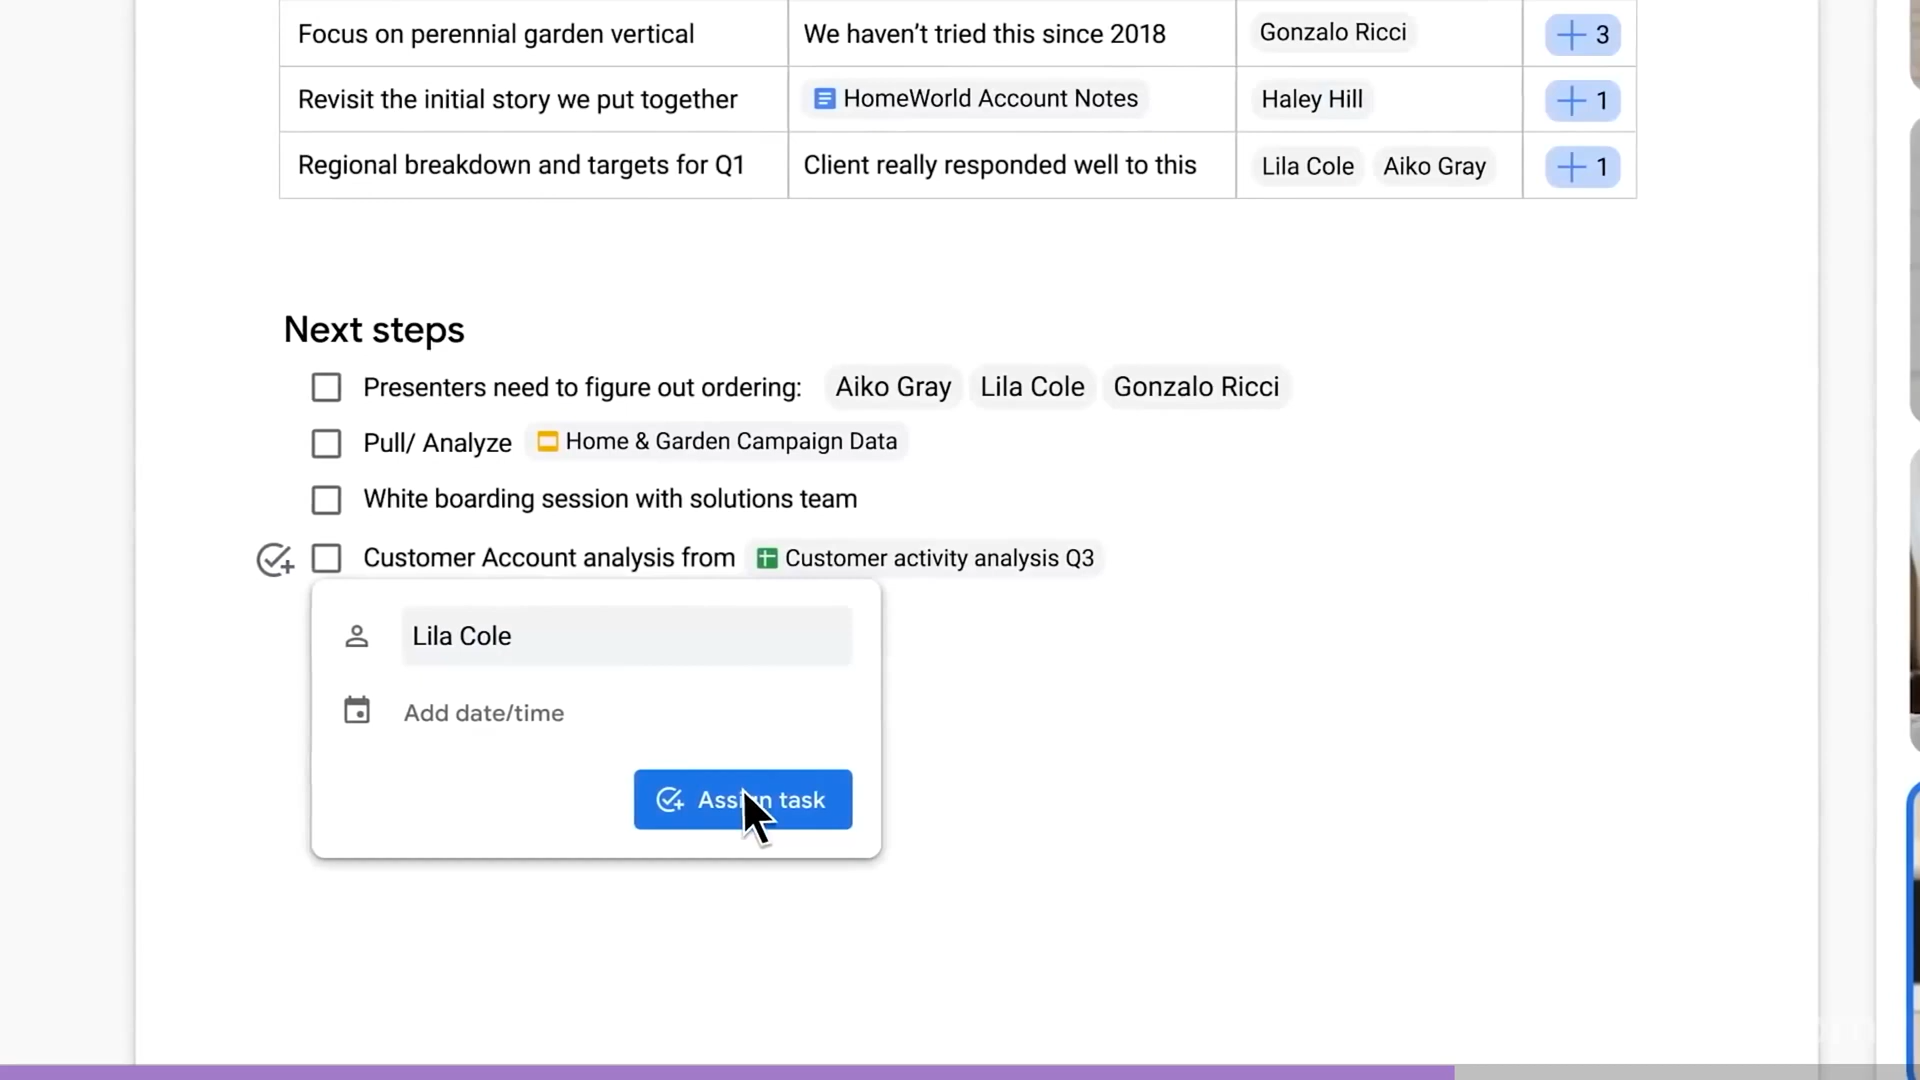 Focus on perennial garden vertical We haven’t tried this since 2018 Gonzalo Ricci + 3
Revisit the initial story we put together HomeWorld Account Notes Haley Hill + 1
Regional breakdown and targets for Q1 Client really responded well to this Lila Cole Aiko Gray + 1
Next steps
Presenters need to figure out ordering: Aiko Gray Lila Cole Gonzalo Ricci
Pull/ Analyze Home & Garden Campaign Data
White boarding session with solutions team
Customer Account analysis from Customer activity analysis Q3
Lila Cole
Add date/time
Assign task